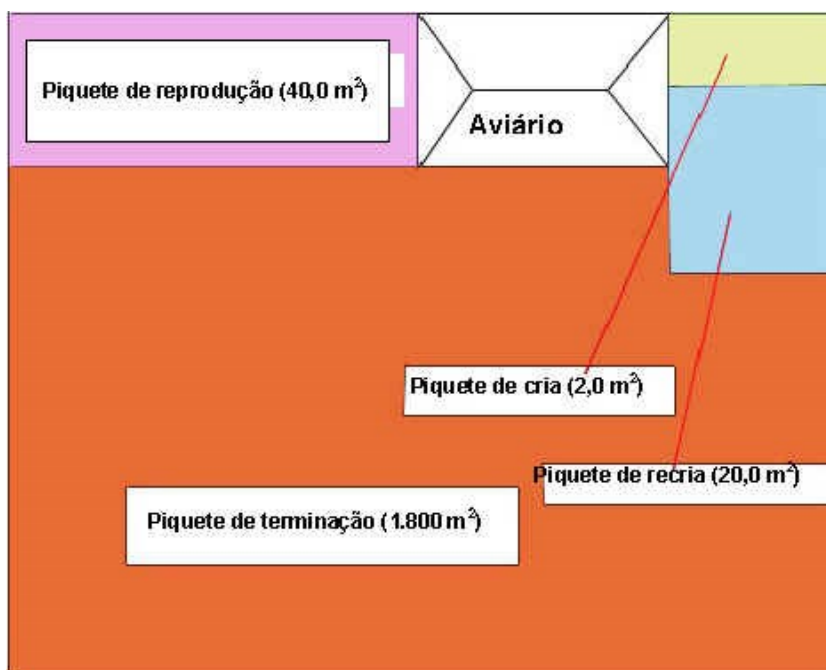 Piquete de reprodução (40,0 m²)
Aviário
Piquete de cria (2,0 m²)
Piquete de recria (20,0 m²)
Piquete de terminação (1.800 m²)